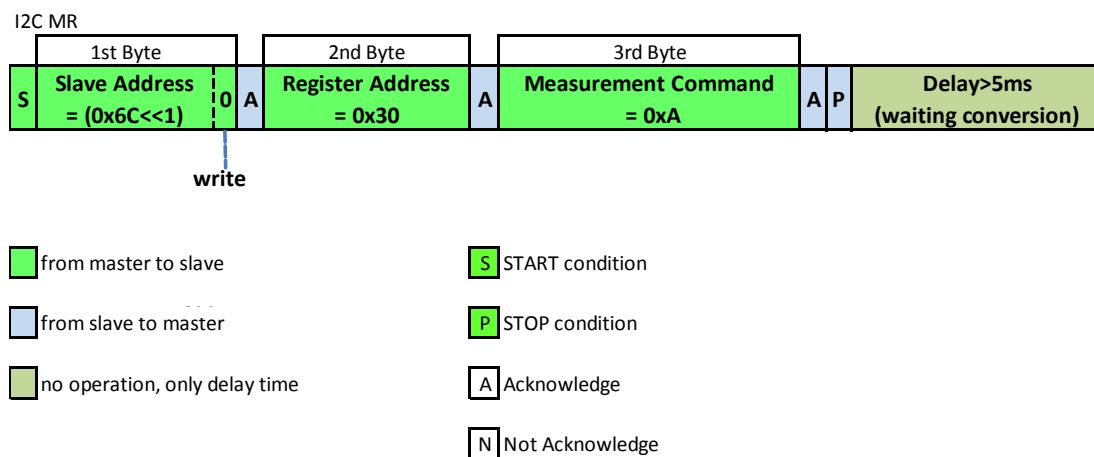 I2C MR
1st Byte 2nd Byte 3rd Byte
S Slave Address 0 A Register Address A Measurement Command A P Delay>5ms
= (0x6C<<1) = 0x30 = 0xA (waiting conversion)
write
from master to slave S START condition
from slave to master P STOP condition
no operation, only delay time A Acknowledge
N Not Acknowledge